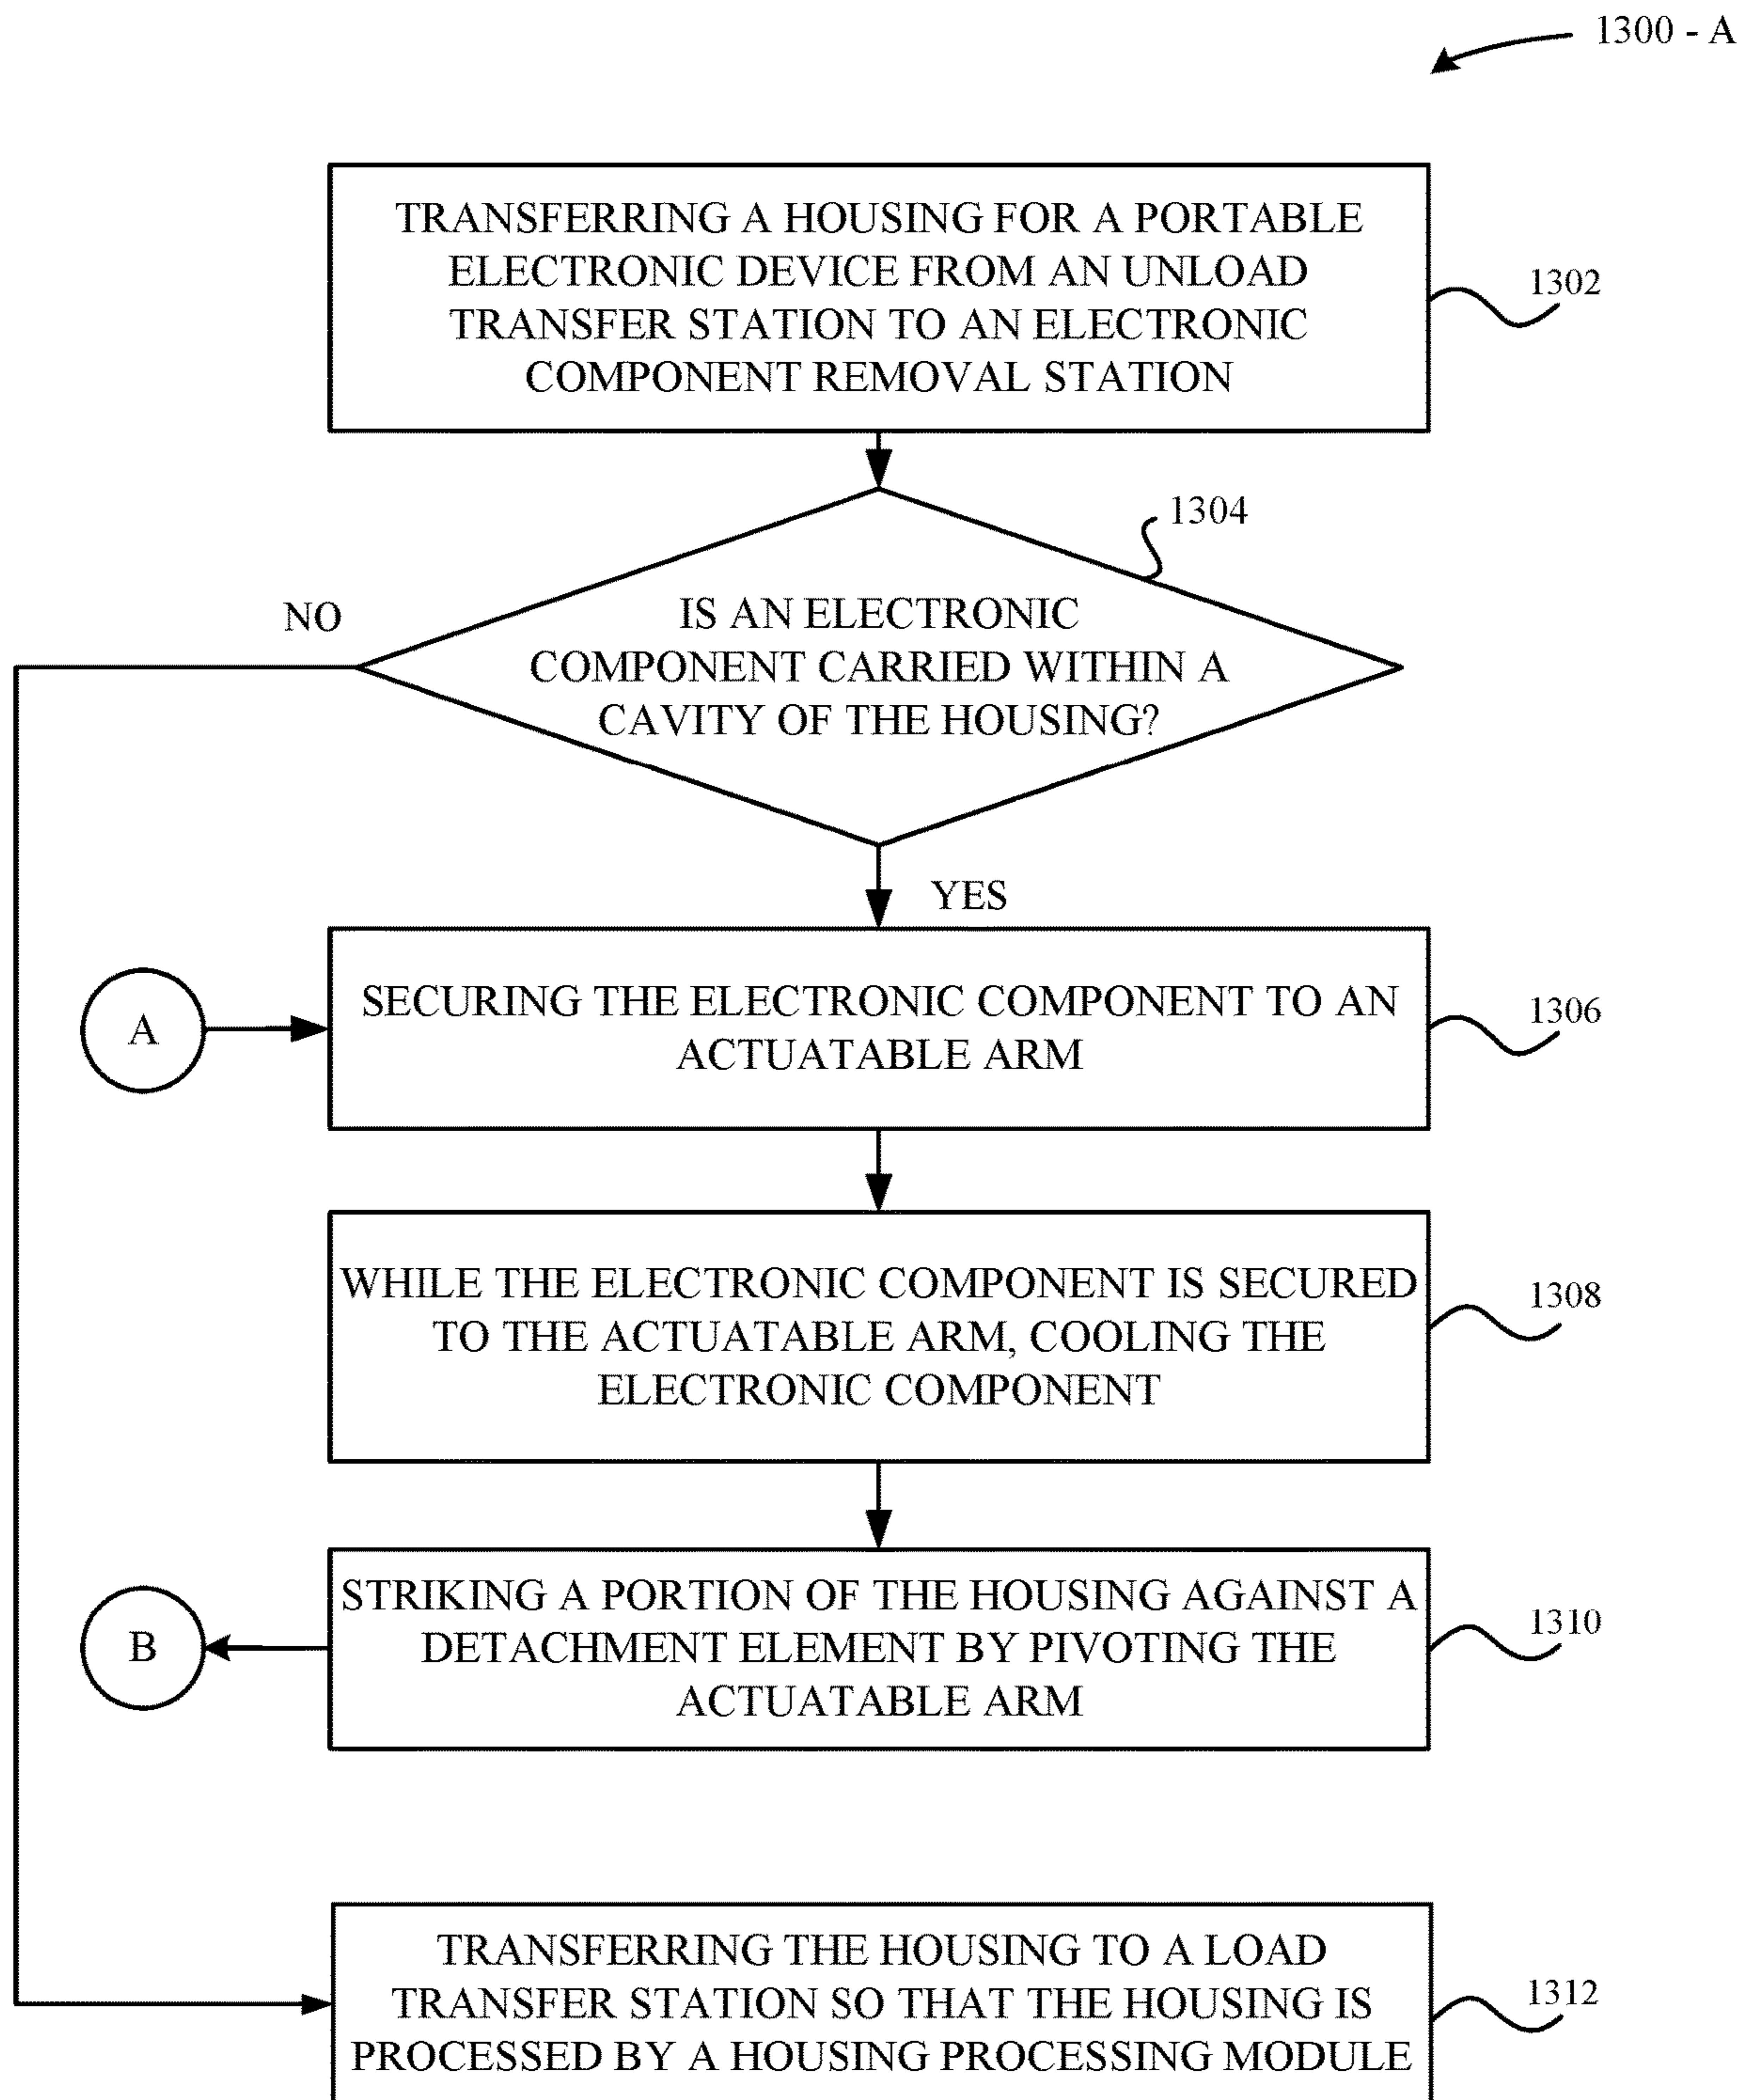 1300 - A
TRANSFERRING A HOUSING FOR A PORTABLE
ELECTRONIC DEVICE FROM AN UNLOAD
TRANSFER STATION TO AN ELECTRONIC
COMPONENT REMOVAL STATION
1302
1304
NO
IS AN ELECTRONIC
COMPONENT CARRIED WITHIN A
CAVITY OF THE HOUSING?
YES
A
SECURING THE ELECTRONIC COMPONENT TO AN
ACTUATABLE ARM
1306
WHILE THE ELECTRONIC COMPONENT IS SECURED
TO THE ACTUATABLE ARM, COOLING THE
ELECTRONIC COMPONENT
1308
B
STRIKING A PORTION OF THE HOUSING AGAINST A
DETACHMENT ELEMENT BY PIVOTING THE
ACTUATABLE ARM
1310
TRANSFERRING THE HOUSING TO A LOAD
TRANSFER STATION SO THAT THE HOUSING IS
PROCESSED BY A HOUSING PROCESSING MODULE
1312